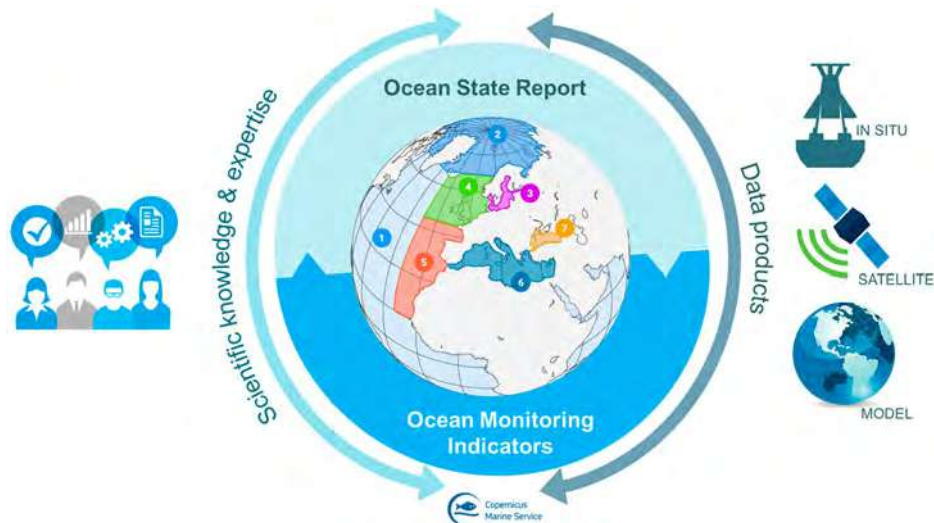 Ocean State Report
Scientific knowledge & expertise
1
2
3
4
5
6
7
Ocean Monitoring
Indicators
Data products
IN SITU
SATELLITE
MODEL
Copernicus
Marine Service